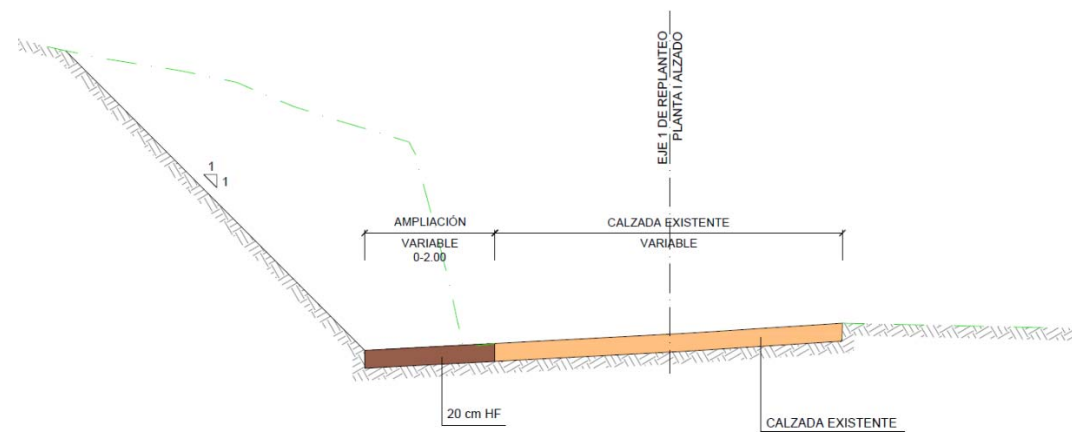 EJE 1 DE REPLANTEO
PLANTA I ALZADO
1
1
AMPLIACIÓN
VARIABLE
0-2.00
CALZADA EXISTENTE
VARIABLE
20 cm HF
CALZADA EXISTENTE